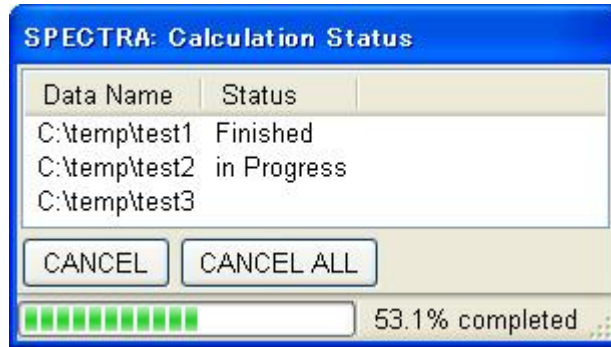 SPECTRA: Calculation Status
Data Name Status
C:\temp\test1 Finished
C:\temp\test2 in Progress
C:\temp\test3
CANCEL CANCEL ALL
53.1% completed